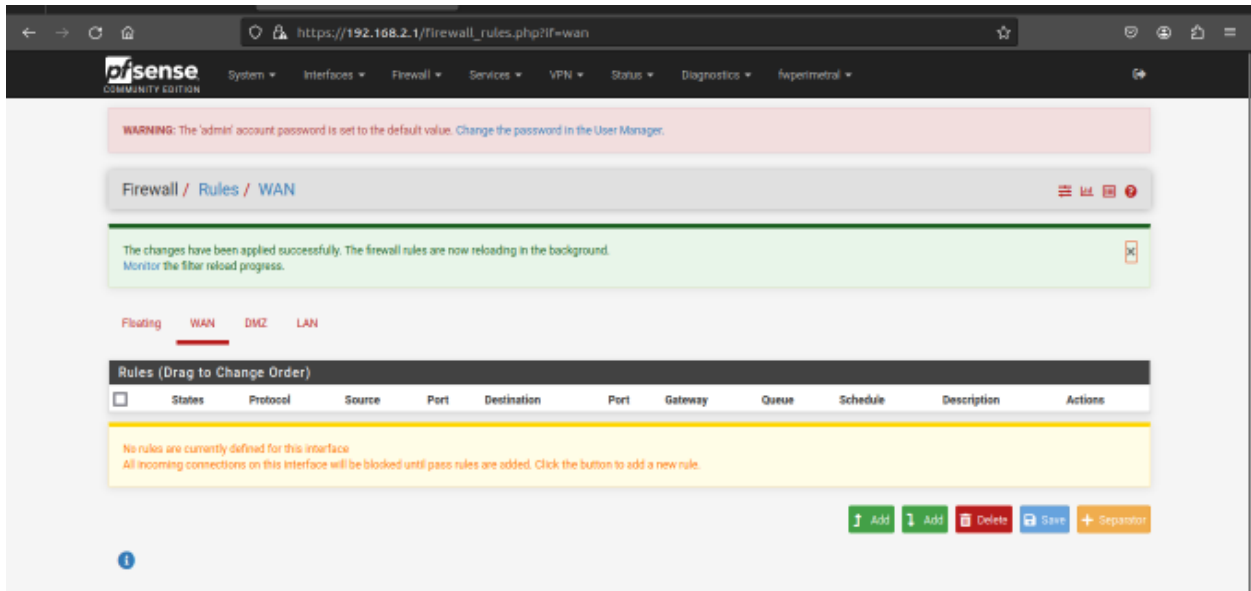 https://192.168.2.1/firewall_rules.php?if=wan
pfsense
COMMUNITY EDITION
System Interfaces Firewall Services VPN Status Diagnostics fwperimetral
WARNING: The 'admin' account password is set to the default value. Change the password in the User Manager.
Firewall / Rules / WAN
The changes have been applied successfully. The firewall rules are now reloading in the background.
Monitor the filter reload progress.
Floating WAN DMZ LAN
Rules (Drag to Change Order)
States Protocol Source Port Destination Port Gateway Queue Schedule Description Actions
No rules are currently defined for this interface
All incoming connections on this interface will be blocked until pass rules are added. Click the button to add a new rule.
Add Add Delete Save Separator